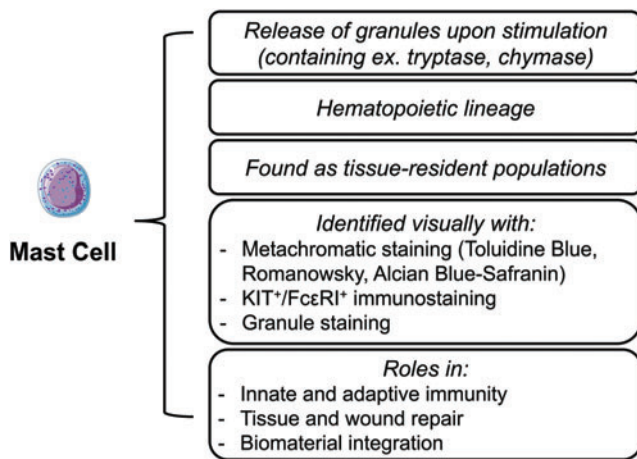 Release of granules upon stimulation
(containing ex. tryptase, chymase)
Hematopoietic lineage
Found as tissue-resident populations
Mast Cell
Identified visually with:
- Metachromatic staining (Toluidine Blue,
Romanowsky, Alcian Blue-Safranin)
- KIT⁺/FcεRI⁺ immunostaining
- Granule staining
Roles in:
- Innate and adaptive immunity
- Tissue and wound repair
- Biomaterial integration